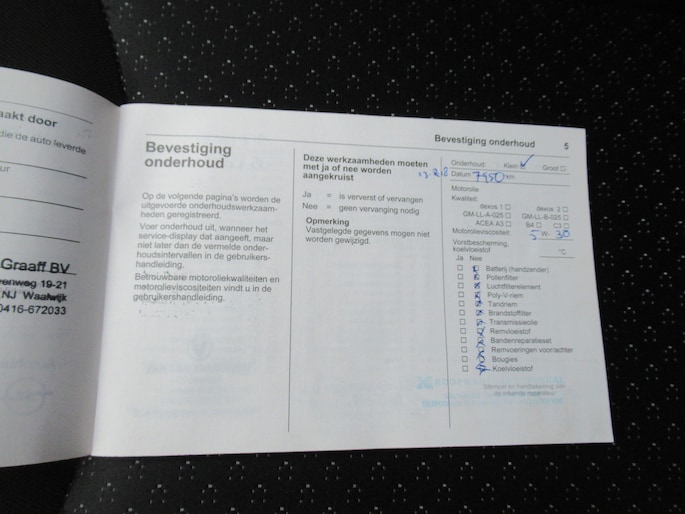 aakt door
die de auto leverde
Graaff BV
enweg 19-21
NJ Waalwijk
0416-672033
Bevestiging onderhoud 5
Bevestiging
onderhoud
Op de volgende pagina's worden de
uitgevoerde onderhoudswerkzaam-
heden geregistreerd.
Voer onderhoud uit, wanneer het
service-display dat aangeeft, maar
niet later dan de vermelde onder-
houdsintervallen in de gebruikers-
handleiding.
Betrouwbare motoroliekwaliteiten en
motorolieviscositeiten vindt u in de
gebruikershandleiding.
Deze werkzaamheden moeten
met ja of nee worden
aangekruist
Ja = is ververst of vervangen
Nee = geen vervanging nodig
Opmerking
Vastgelegde gegevens mogen niet
worden gewijzigd.
Onderhoud: Klein Groot
Datum 7950 km
Motorolie
Kwaliteit:
dexos 1 dexos 2
GM-LL-A-025 GM-LL-B-025
ACEA A3 B4 C3
Motorolieviscositeit: 5 W- 30
Vorstbescherming,
koelvloeistof °C
Ja Nee
Batterij (handzender)
Pollenfilter
Luchtfilterelement
Poly-V-riem
Tandriem
Brandstoffilter
Transmissieolie
Remvloeistof
Bandenreparatieset
Remvoeringen voor/achter
Bougies
Koelvloeistof
Stempel en handtekening van
de erkende reparateur